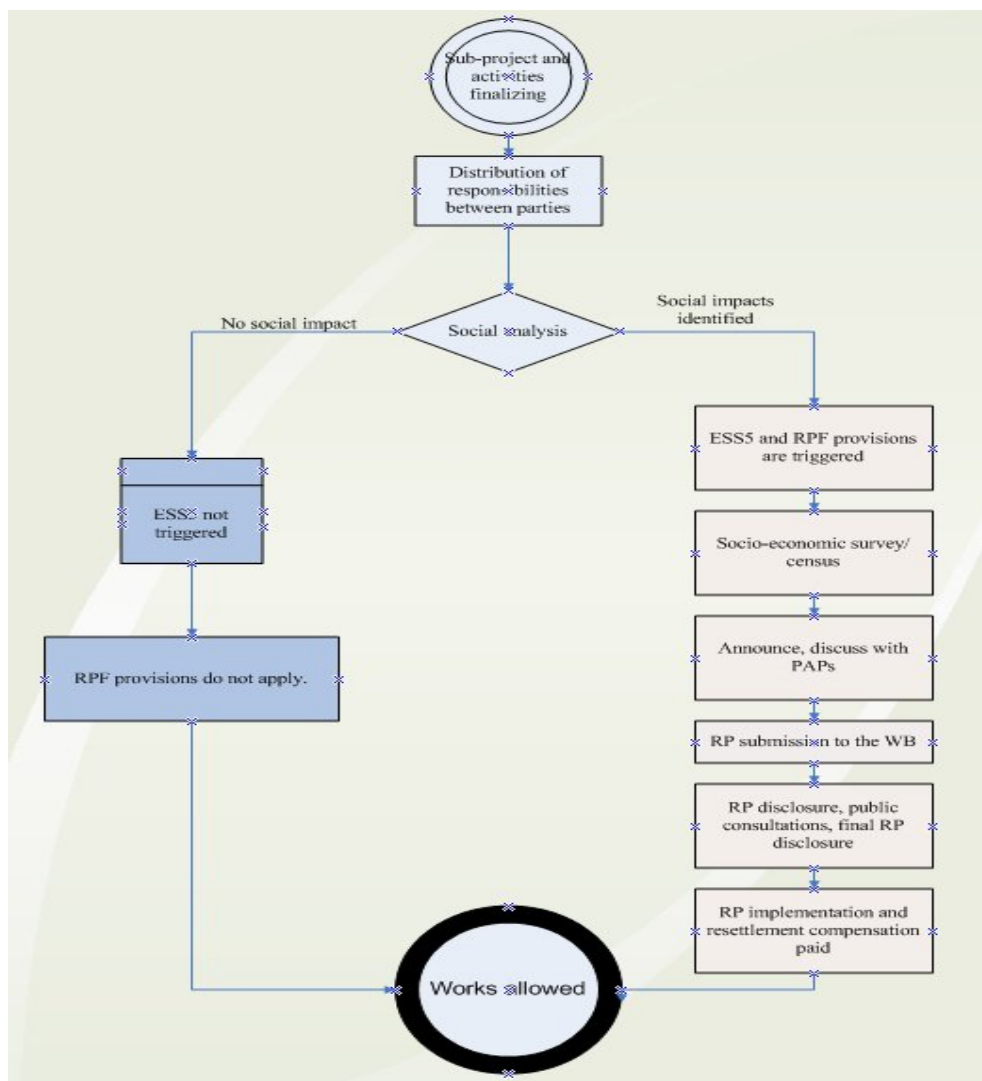 Sub-project and
activities
finalizing
Distribution of
responsibilities
between parties
Social analysis
No social impact
Social impacts
identified
ESS5 not
triggered
RPF provisions do not apply.
ESS5 and RPF provisions
are triggered
Socio-economic survey/
census
Announce, discuss with
PAPs
RP submission to the WB
RP disclosure, public
consultations, final RP
disclosure
RP implementation and
resettlement compensation
paid
Works allowed